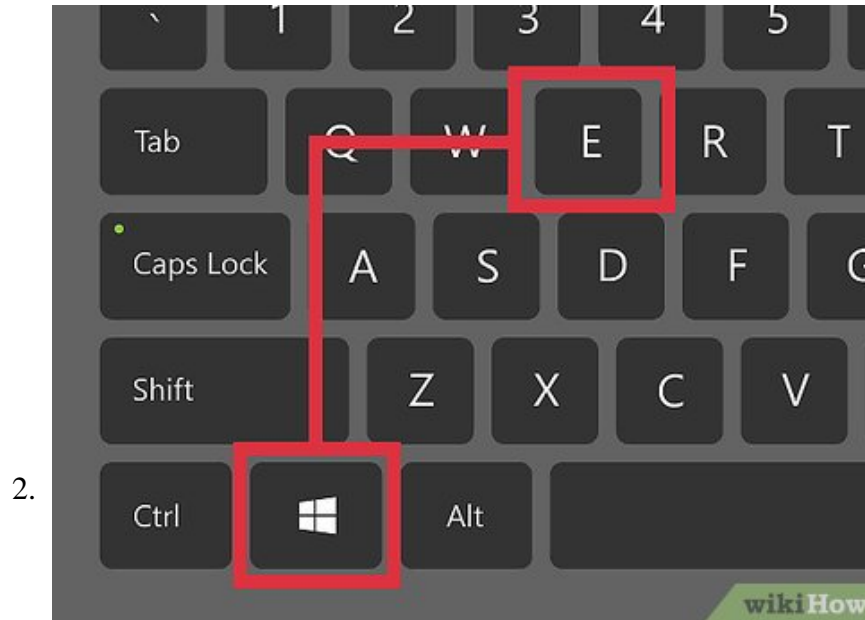 ` 1 2 3 4 5
Tab Q W E R T
Caps Lock A S D F G
Shift Z X C V
2.
Ctrl Alt
wikiHow